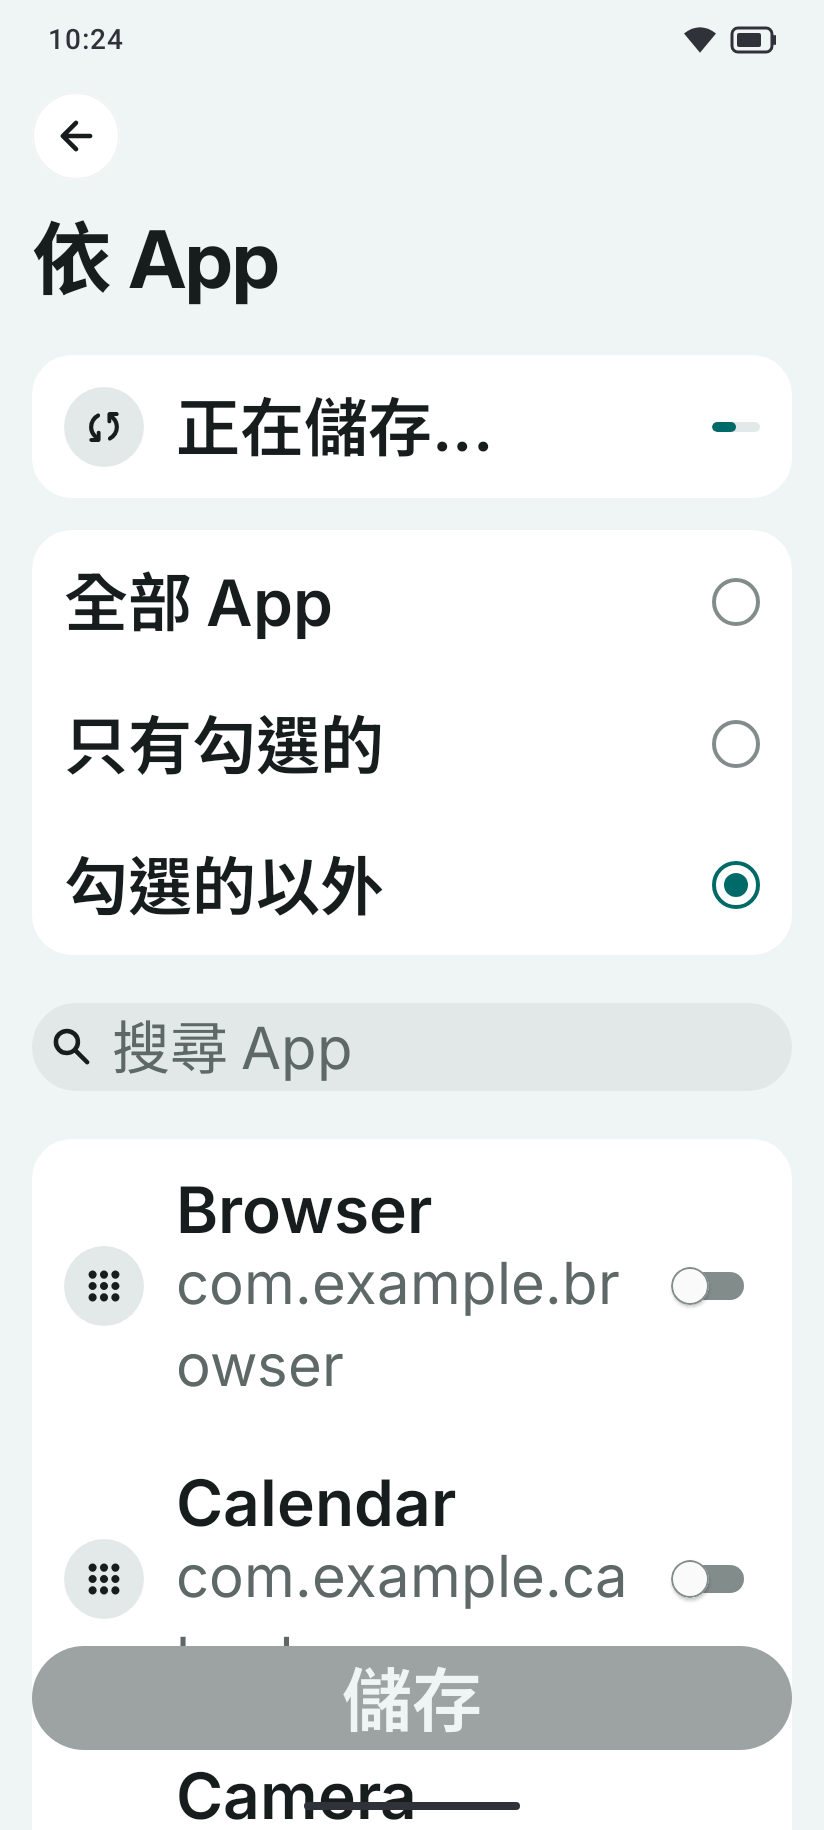 10:24
依 App
正在儲存...
全部 App
只有勾選的
勾選的以外
搜尋 App
Browser
com.example.br
owser
Calendar
com.example.ca
儲存
Camera